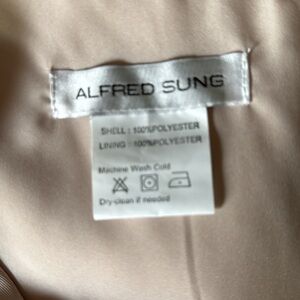 ALFRED SUNG
SHELL : 100%POLYESTER
LINING : 100%POLYESTER
Machine Wash Cold
Dry-clean if needed